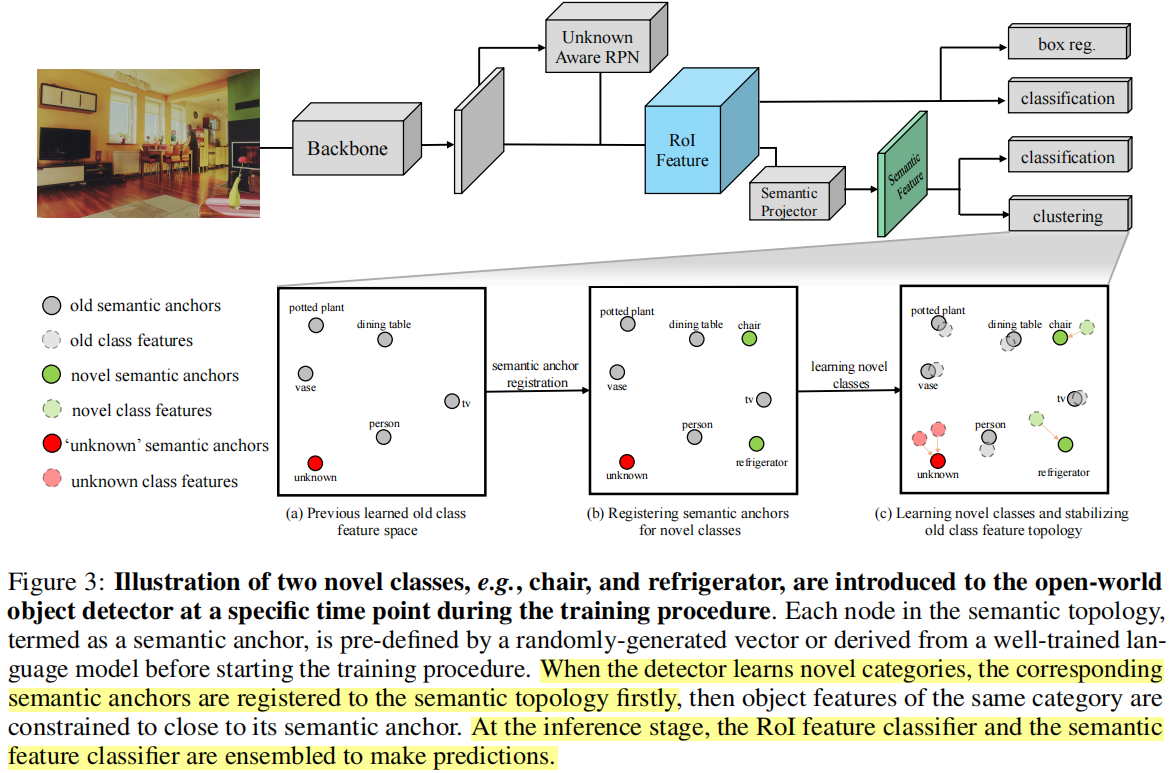 Unknown
Aware RPN
box reg.
Backbone
RoI
Feature
classification
Semantic
Projector
Semantic
Feature
classification
clustering
old semantic anchors
old class features
novel semantic anchors
novel class features
‘unknown’ semantic anchors
unknown class features
potted plant
dining table
vase
tv
person
unknown
semantic anchor
registration
potted plant
dining table
chair
vase
tv
person
refrigerator
unknown
learning novel
classes
potted plant
dining table
chair
vase
tv
person
unknown
refrigerator
(a) Previous learned old class
feature space
(b) Registering semantic anchors
for novel classes
(c) Learning novel classes and stabilizing
old class feature topology
Figure 3: Illustration of two novel classes, e.g., chair, and refrigerator, are introduced to the open-world
object detector at a specific time point during the training procedure. Each node in the semantic topology,
termed as a semantic anchor, is pre-defined by a randomly-generated vector or derived from a well-trained lan-
guage model before starting the training procedure. When the detector learns novel categories, the corresponding
semantic anchors are registered to the semantic topology firstly, then object features of the same category are
constrained to close to its semantic anchor. At the inference stage, the RoI feature classifier and the semantic
feature classifier are ensembled to make predictions.